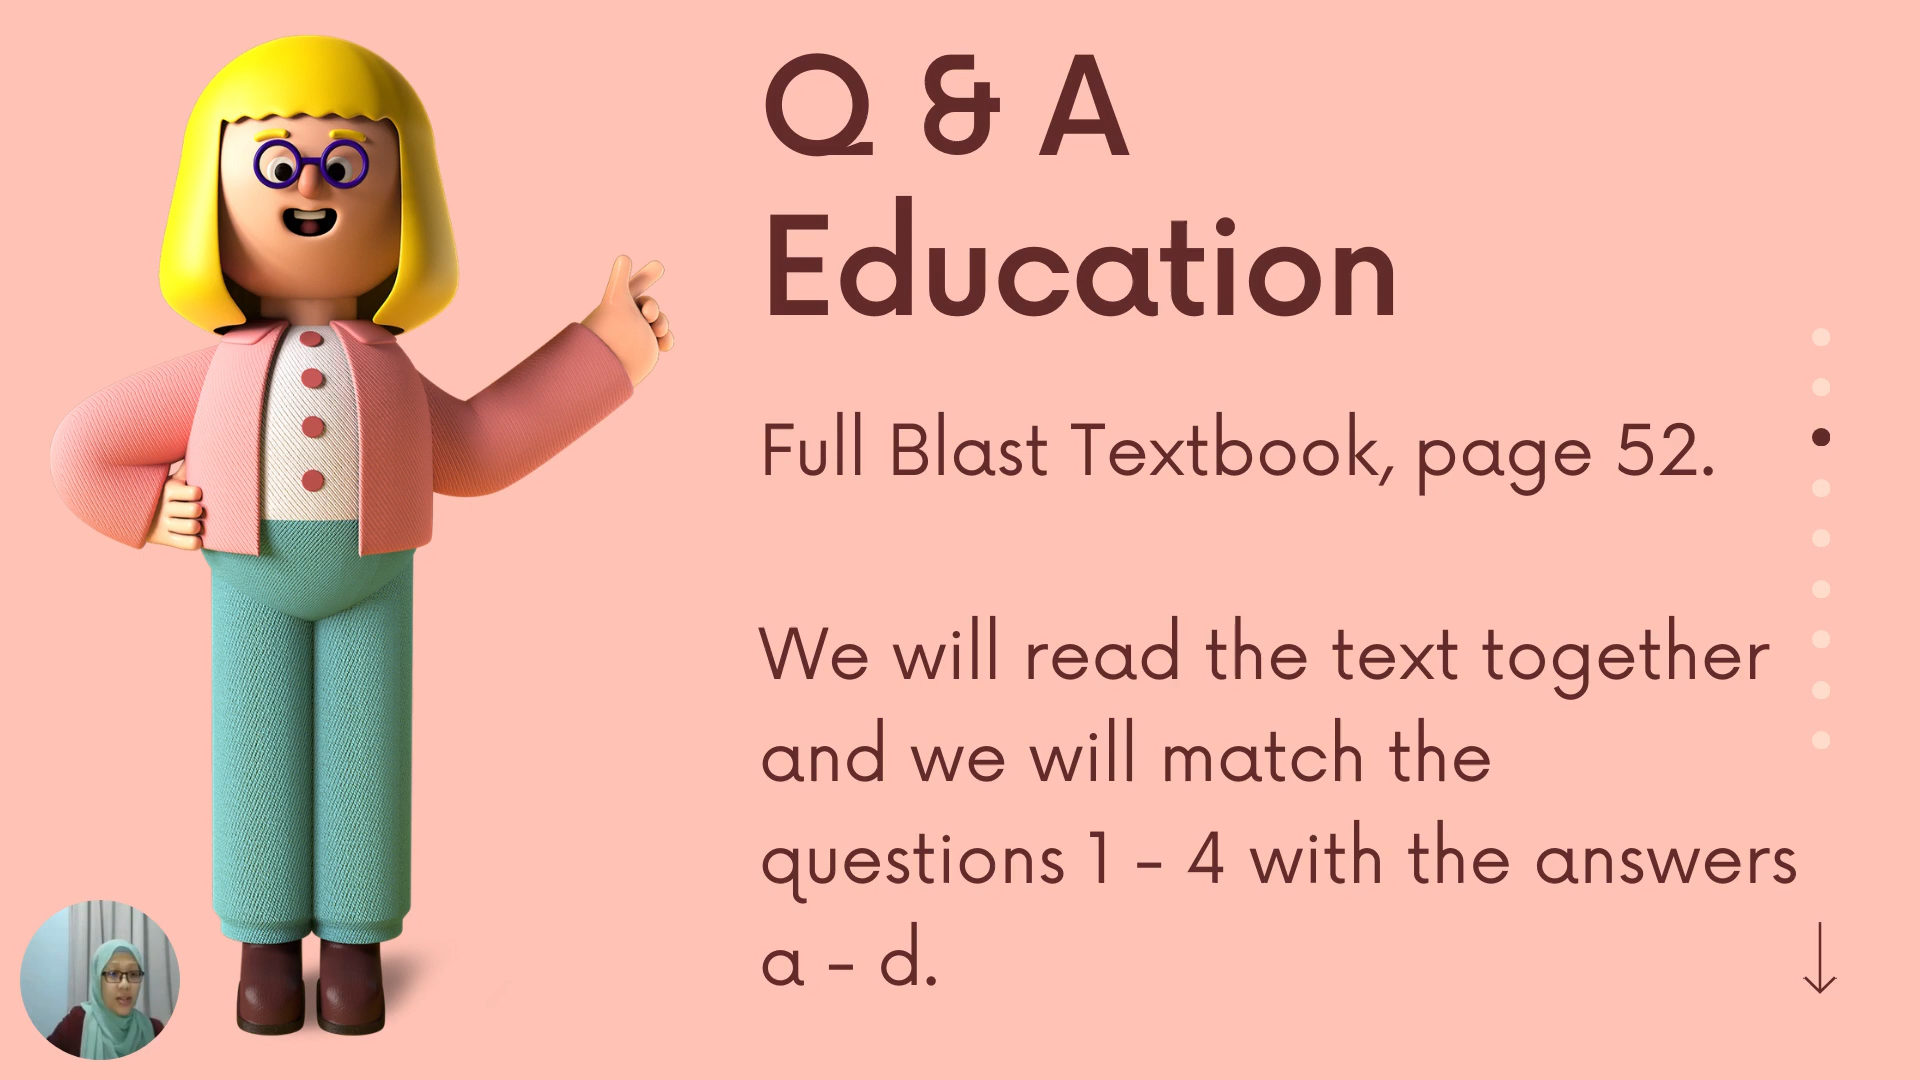 Q & A
Education
Full Blast Textbook, page 52.
We will read the text together
and we will match the
questions 1 - 4 with the answers
a - d.